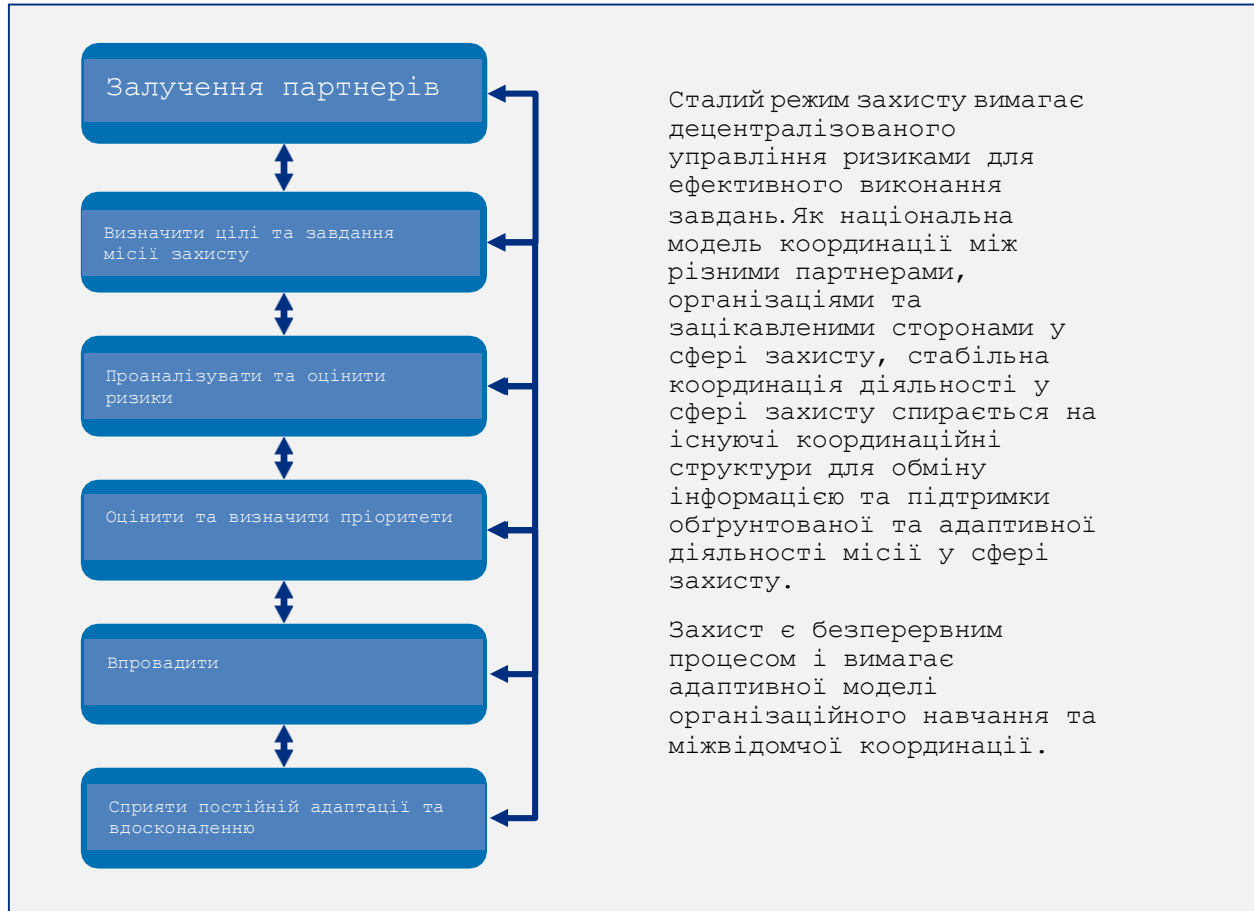 Залучення партнерів
Визначити цілі та завдання
місії захисту
Проаналізувати та оцінити
ризики
Оцінити та визначити пріоритети
Впровадити
Сприяти постійній адаптації та
вдосконаленню
Сталий режим захисту вимагає
децентралізованого
управління ризиками для
ефективного виконання
завдань. Як національна
модель координації між
різними партнерами,
організаціями та
зацікавленими сторонами у
сфері захисту, стабільна
координація діяльності у
сфері захисту спирається на
існуючі координаційні
структури для обміну
інформацією та підтримки
обґрунтованої та адаптивної
діяльності місії у сфері
захисту.
Захист є безперервним
процесом і вимагає
адаптивної моделі
організаційного навчання та
міжвідомчої координації.